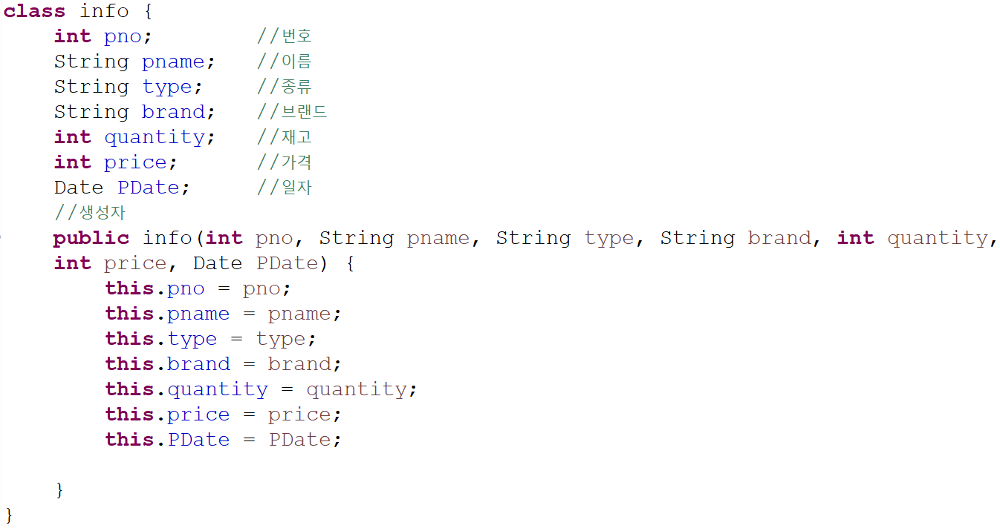 class info {
    int pno;        //번호
    String pname;   //이름
    String type;    //종류
    String brand;   //브랜드
    int quantity;   //재고
    int price;      //가격
    Date PDate;     //일자
    //생성자
    public info(int pno, String pname, String type, String brand, int quantity,
    int price, Date PDate) {
        this.pno = pno;
        this.pname = pname;
        this.type = type;
        this.brand = brand;
        this.quantity = quantity;
        this.price = price;
        this.PDate = PDate;
    }
}